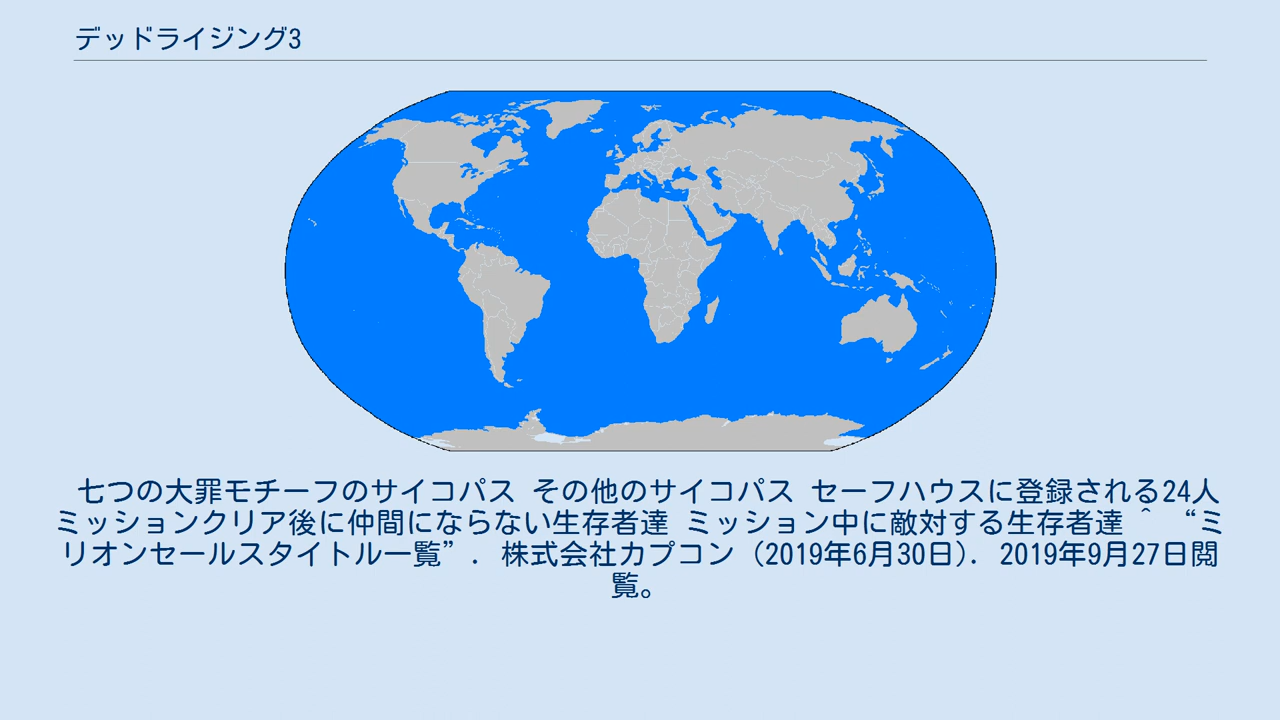 デッドライジング3
七つの大罪モチーフのサイコパス その他のサイコパス セーフハウスに登録される24人
ミッションクリア後に仲間にならない生存者達 ミッション中に敵対する生存者達 ^ “ミ
リオンセールスタイトル一覧”. 株式会社カプコン (2019年6月30日). 2019年9月27日閲
覧。